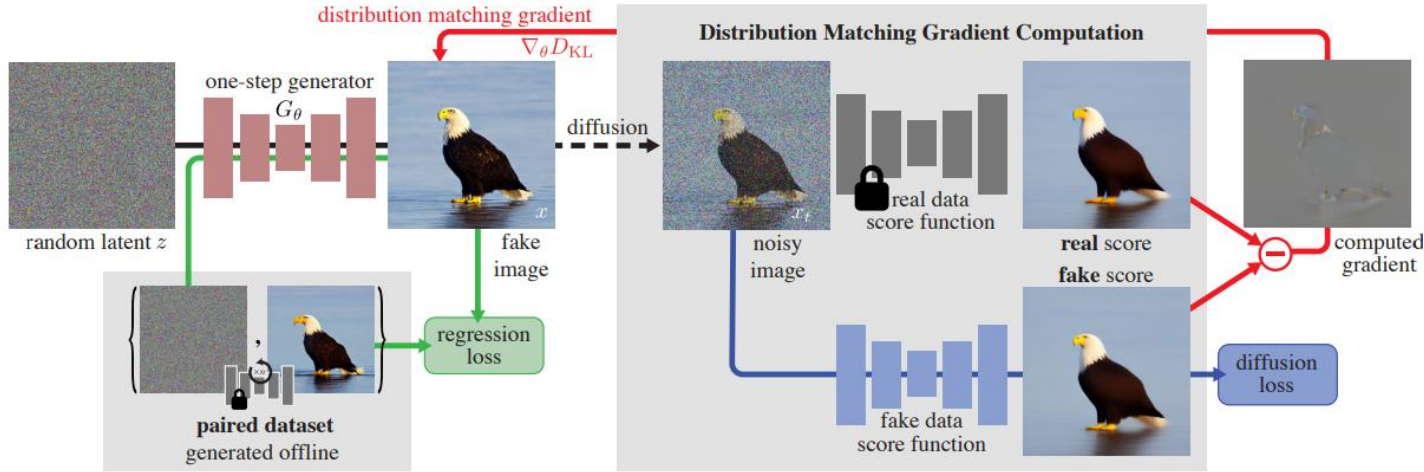 distribution matching gradient
∇θ DKL
Distribution Matching Gradient Computation
one-step generator
Gθ
diffusion
x
xt
real data
score function
random latent z
fake
image
noisy
image
real score
fake score
computed
gradient
{ , }
×n
regression
loss
diffusion
loss
fake data
score function
paired dataset
generated offline